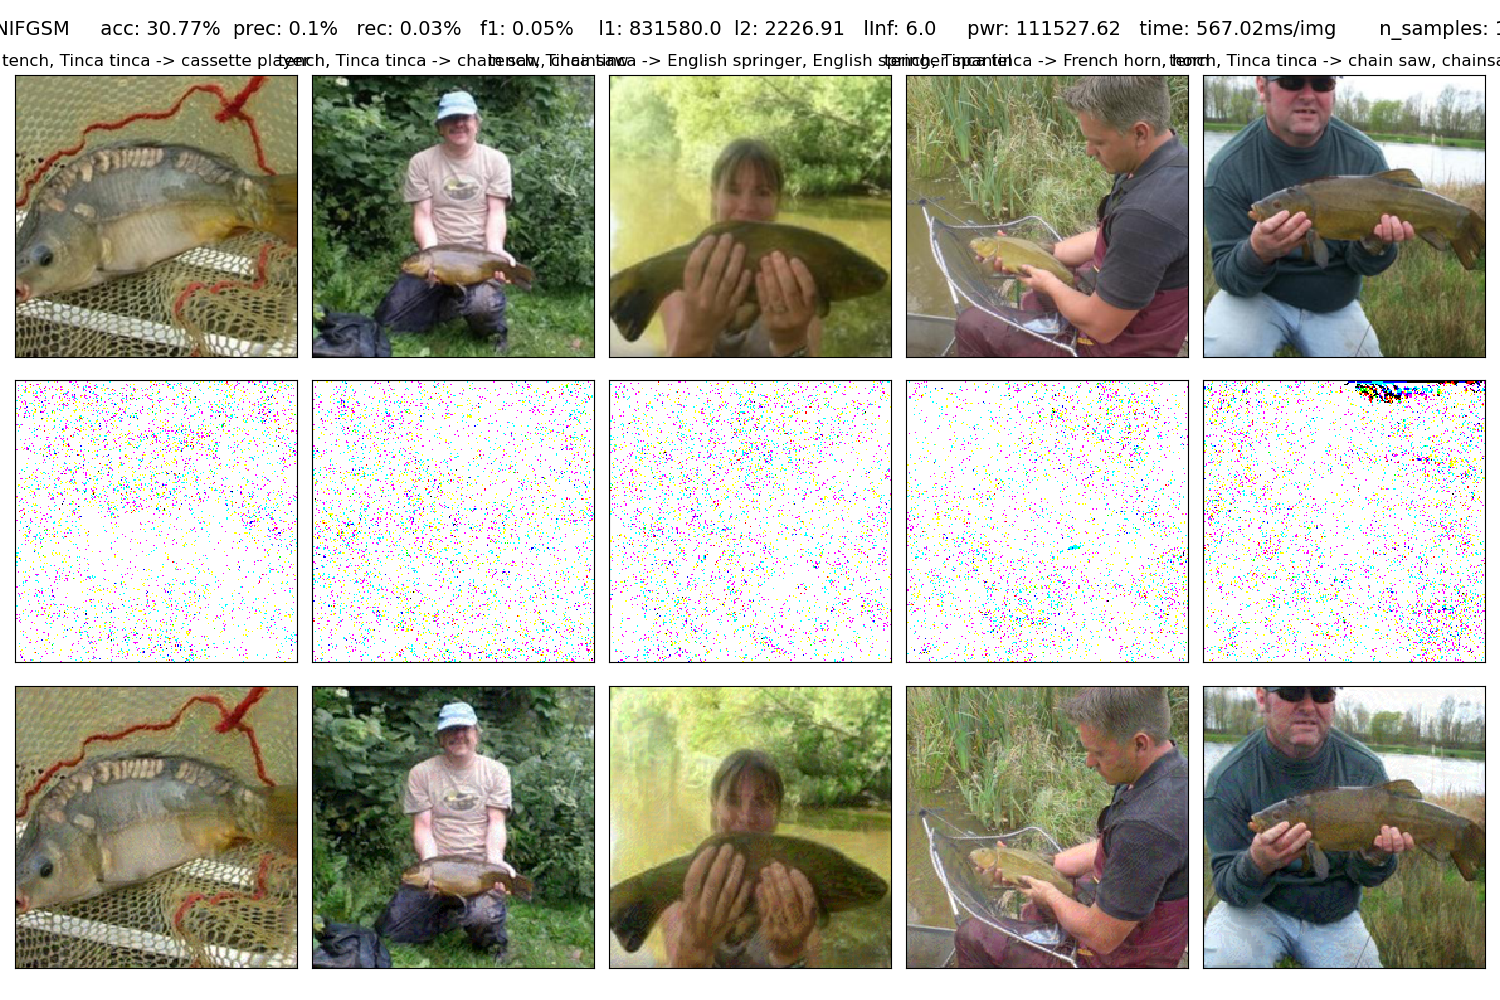 NIFGSM acc: 30.77% prec: 0.1% rec: 0.03% f1: 0.05% l1: 831580.0 l2: 2226.91 lInf: 6.0 pwr: 111527.62 time: 567.02ms/img n_samples: 1
tench, Tinca tinca -> cassette player tench, Tinca tinca -> chain saw, chainsaw tench, Tinca tinca -> English springer, English springer spaniel tench, Tinca tinca -> French horn, horn tench, Tinca tinca -> chain saw, chainsa